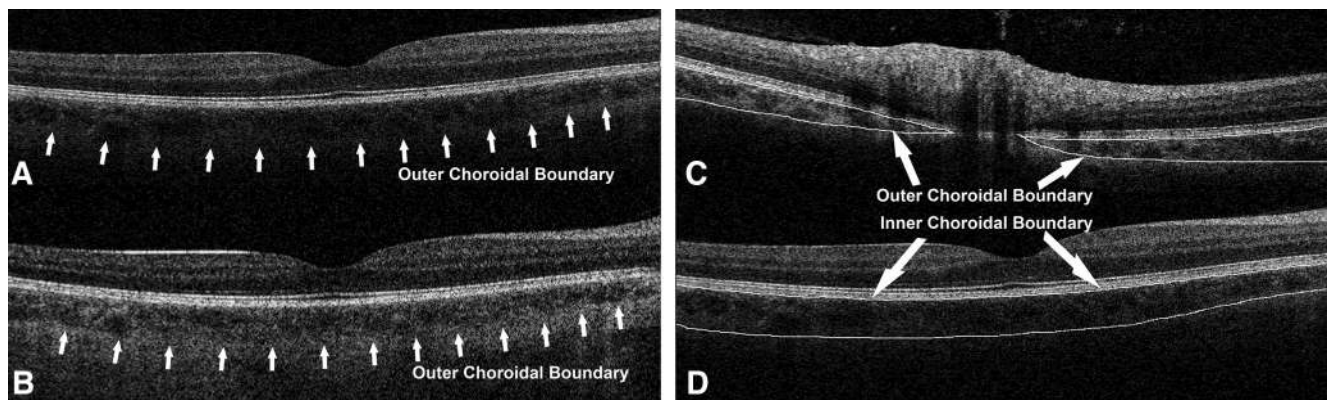 A
Outer Choroidal Boundary
B
Outer Choroidal Boundary
C
Outer Choroidal Boundary
Inner Choroidal Boundary
D